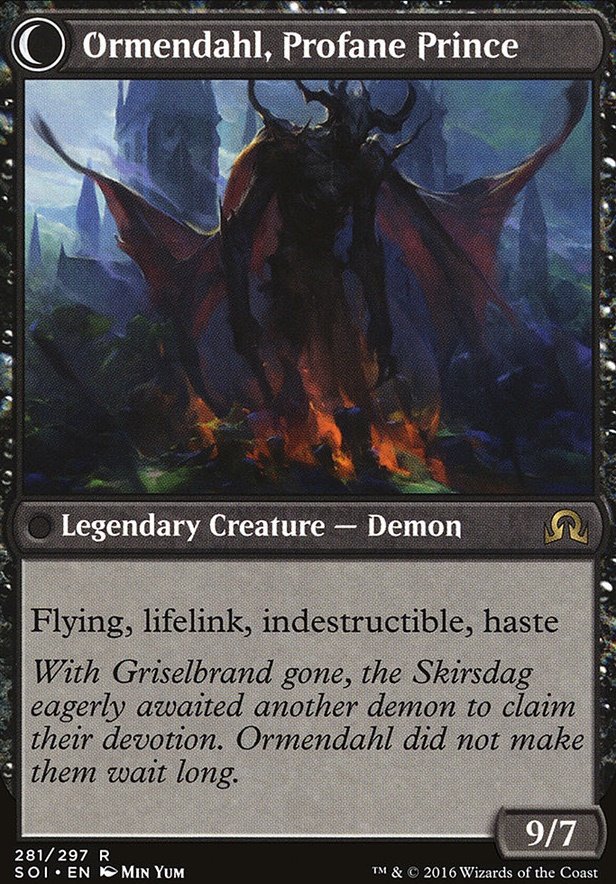 Ormendahl, Profane Prince
Legendary Creature — Demon
Flying, lifelink, indestructible, haste
With Griselbrand gone, the Skirsdag
eagerly awaited another demon to claim
their devotion. Ormendahl did not make
them wait long.
9/7
281/297 R
SOI • EN Min Yum
™ & © 2016 Wizards of the Coast